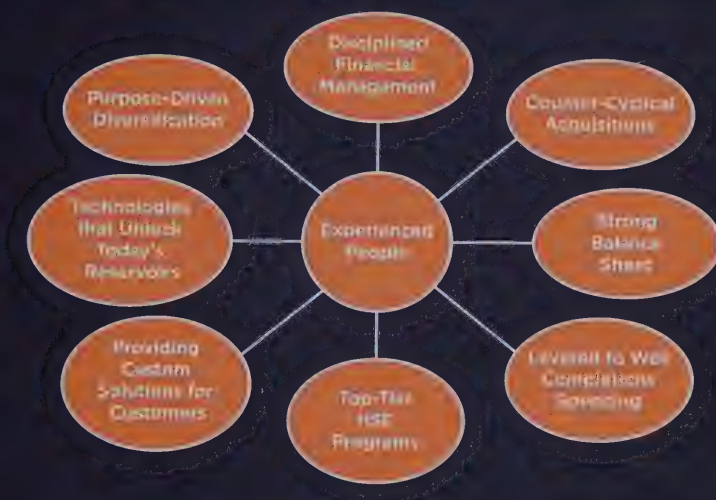 Disciplined
Financial
Management
Purpose-Driven
Diversification
Counter-Cyclical
Acquisitions
Technologies
that Unlock
Today's
Reservoirs
Experienced
People
Strong
Balance
Sheet
Providing
Custom
Solutions for
Customers
Top-Tier
HSE
Programs
Levered to Well
Completions
Spending